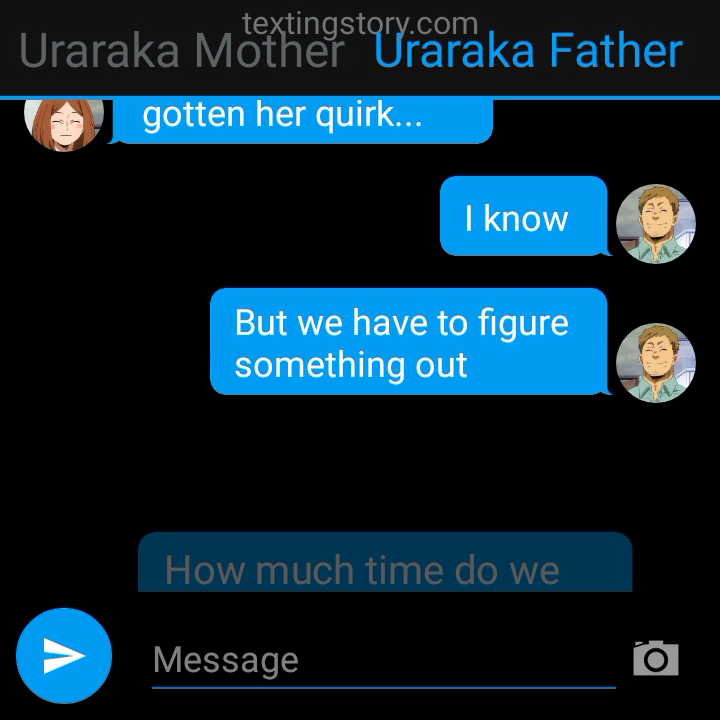 textingstory.com
Uraraka Mother Uraraka Father
gotten her quirk...
I know
But we have to figure
something out
How much time do we
Message